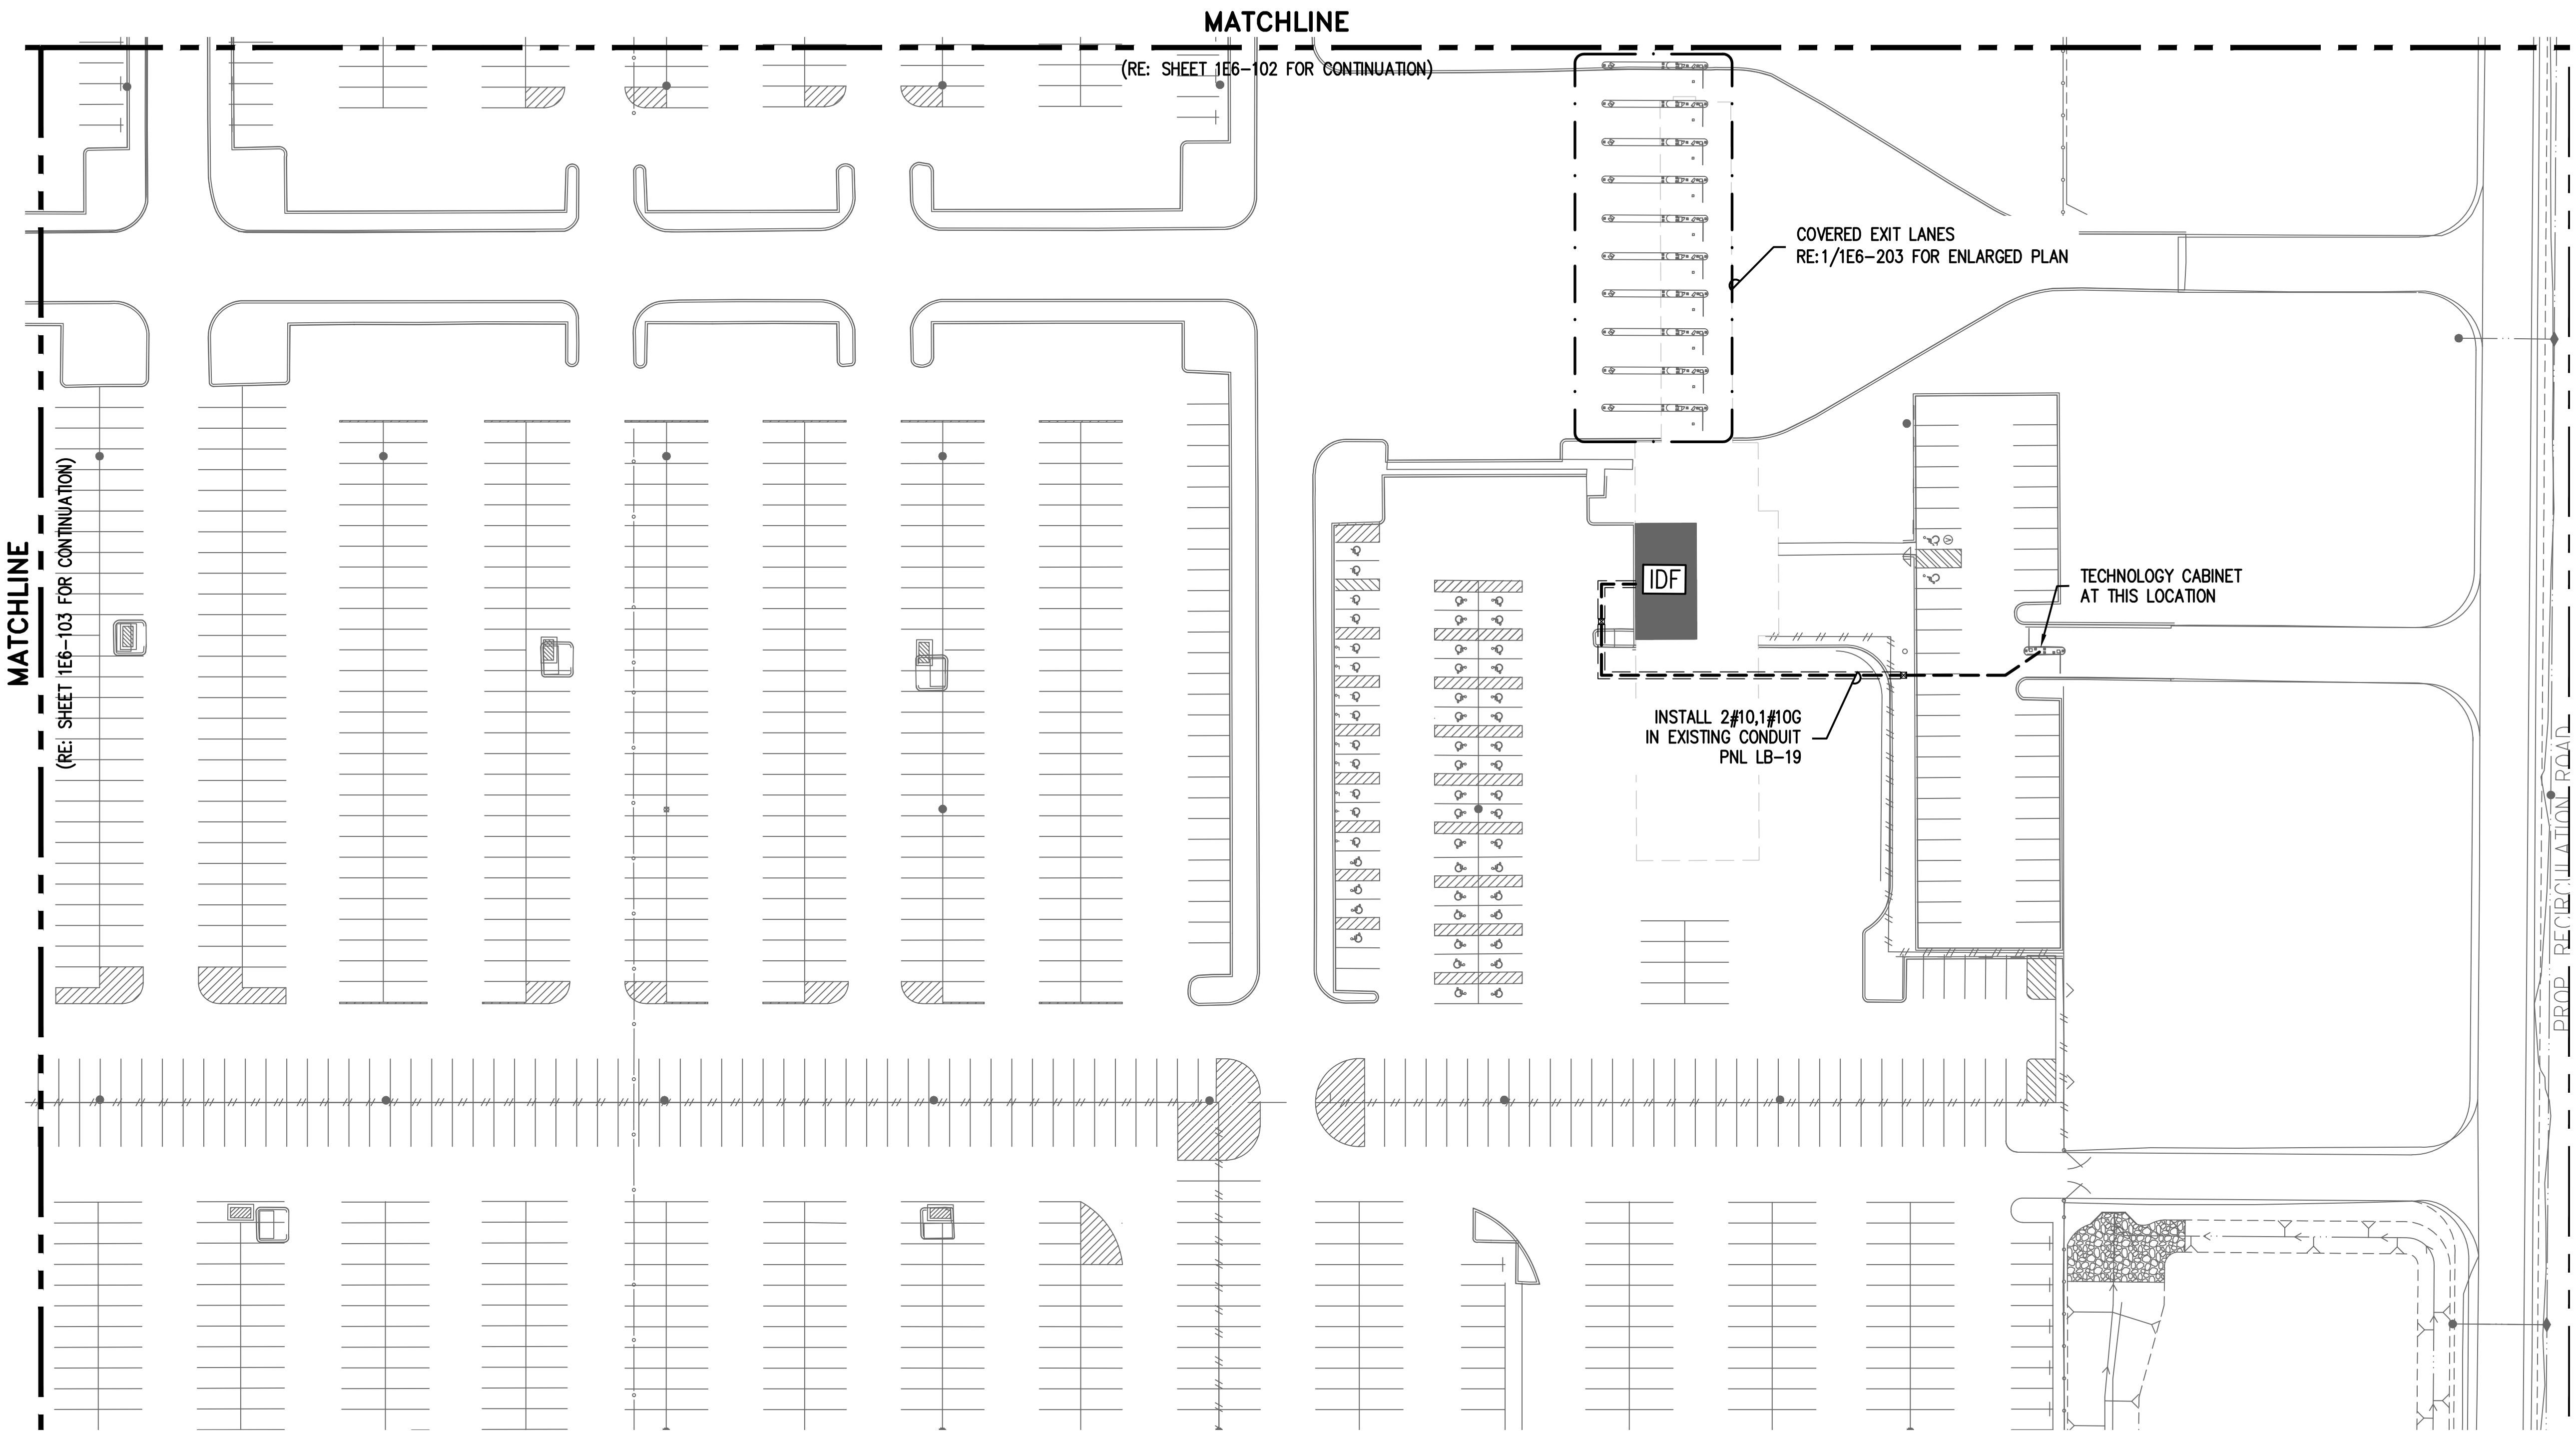 MATCHLINE
(RE: SHEET 1E6-102 FOR CONTINUATION)
COVERED EXIT LANES
RE:1/1E6-203 FOR ENLARGED PLAN
MATCHLINE
(RE: SHEET 1E6-103 FOR CONTINUATION)
V
IDF
TECHNOLOGY CABINET
AT THIS LOCATION
INSTALL 2#10,1#10G
IN EXISTING CONDUIT
PNL LB-19
PROP. RECIRCULATION ROAD